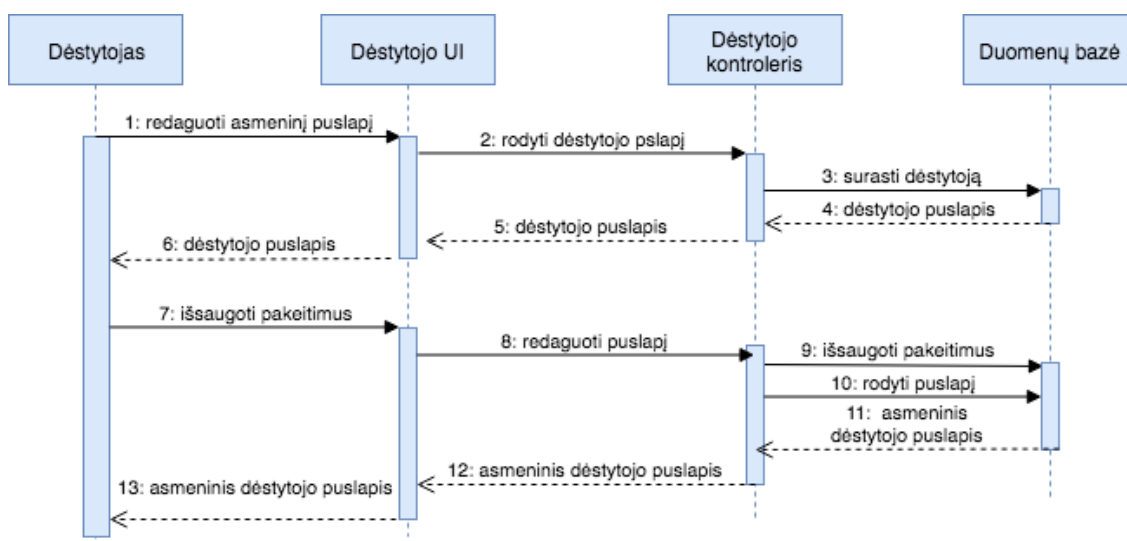 Dėstytojas
Dėstytojo UI
Dėstytojo
kontroleris
Duomenų bazė
1: redaguoti asmeninį puslapį
2: rodyti dėstytojo pslapį
3: surasti dėstytoją
4: dėstytojo puslapis
5: dėstytojo puslapis
6: dėstytojo puslapis
7: išsaugoti pakeitimus
8: redaguoti puslapį
9: išsaugoti pakeitimus
10: rodyti puslapį
11: asmeninis
dėstytojo puslapis
12: asmeninis dėstytojo puslapis
13: asmeninis dėstytojo puslapis